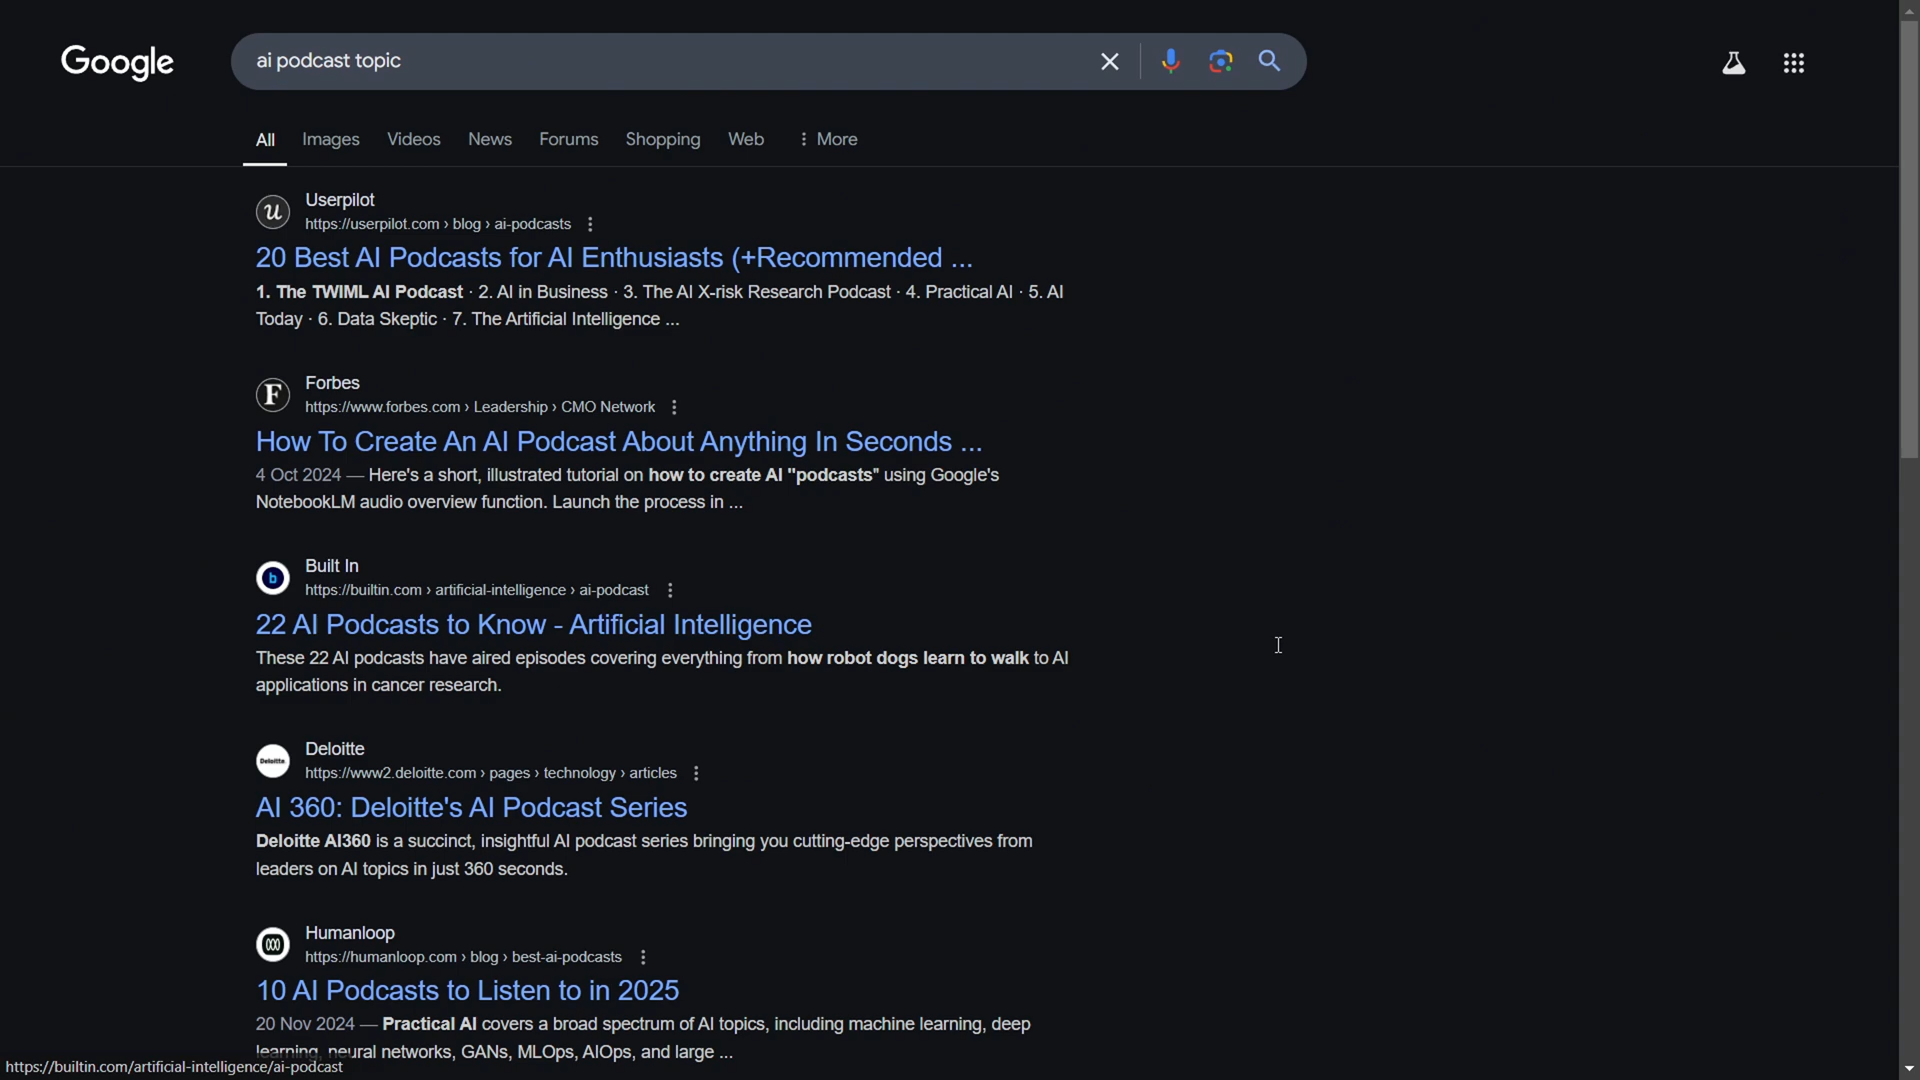 Google
ai podcast topic
All Images Videos News Forums Shopping Web More
Userpilot
https://userpilot.com › blog › ai-podcasts
20 Best AI Podcasts for AI Enthusiasts (+Recommended ...
1. The TWIML AI Podcast · 2. AI in Business · 3. The AI X-risk Research Podcast · 4. Practical AI · 5. AI
Today · 6. Data Skeptic · 7. The Artificial Intelligence ...
F
Forbes
https://www.forbes.com › Leadership › CMO Network
How To Create An AI Podcast About Anything In Seconds ...
4 Oct 2024 — Here's a short, illustrated tutorial on how to create AI "podcasts" using Google's
NotebookLM audio overview function. Launch the process in ...
b
Built In
https://builtin.com › artificial-intelligence › ai-podcast
22 AI Podcasts to Know - Artificial Intelligence
These 22 AI podcasts have aired episodes covering everything from how robot dogs learn to walk to AI
applications in cancer research.
Deloitte
Deloitte
https://www2.deloitte.com › pages › technology › articles
AI 360: Deloitte's AI Podcast Series
Deloitte AI360 is a succinct, insightful AI podcast series bringing you cutting-edge perspectives from
leaders on AI topics in just 360 seconds.
Humanloop
https://humanloop.com › blog › best-ai-podcasts
10 AI Podcasts to Listen to in 2025
20 Nov 2024 — Practical AI covers a broad spectrum of AI topics, including machine learning, deep
learning, neural networks, GANs, MLOps, AIOps, and large ...
https://builtin.com/artificial-intelligence/ai-podcast